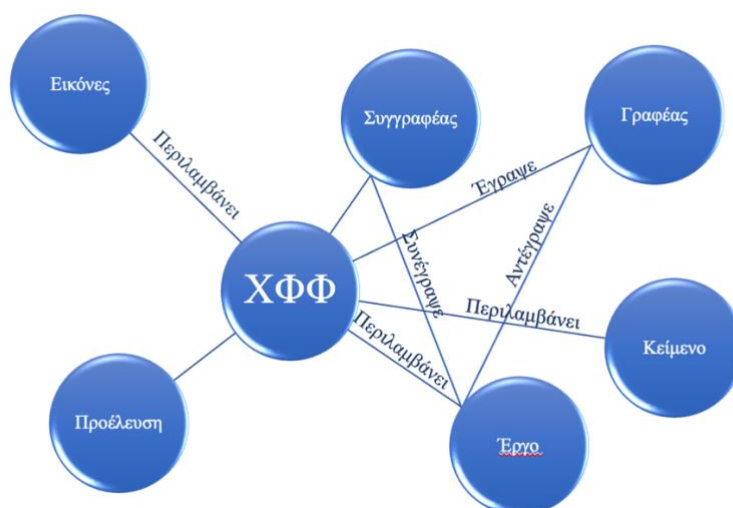 Εικόνες
Συγγραφέας
Γραφέας
Περιλαμβάνει
Έγραψε
Συνέγραψε
Αντέγραψε
ΧΦΦ
Περιλαμβάνει
Περιλαμβάνει
Κείμενο
Προέλευση
Έργο